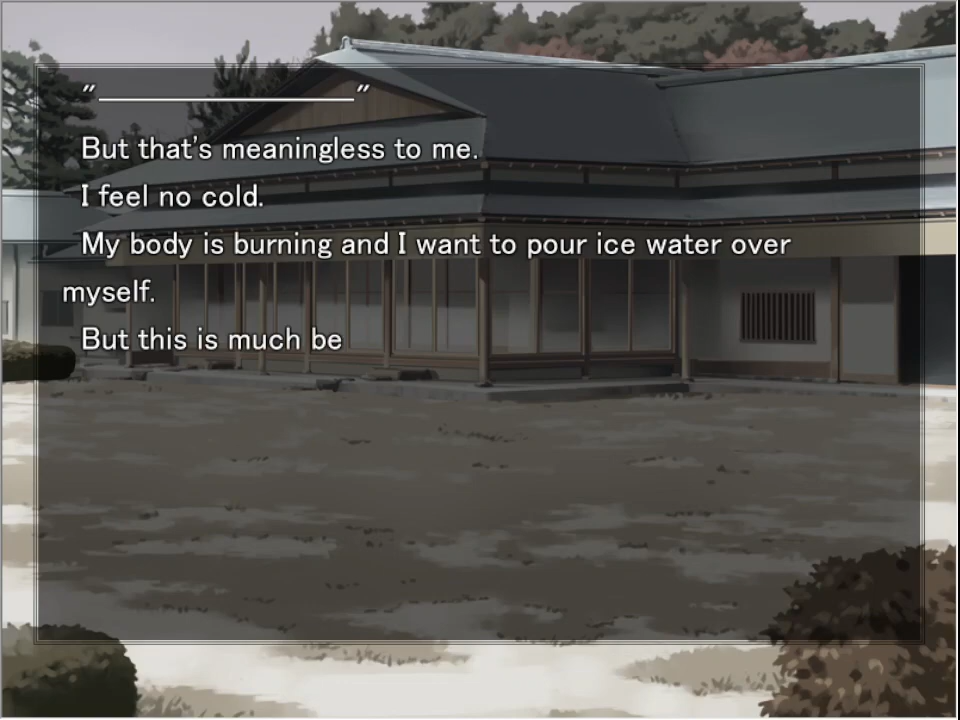 "――――――――――"
But that's meaningless to me.
I feel no cold.
My body is burning and I want to pour ice water over
myself.
But this is much be